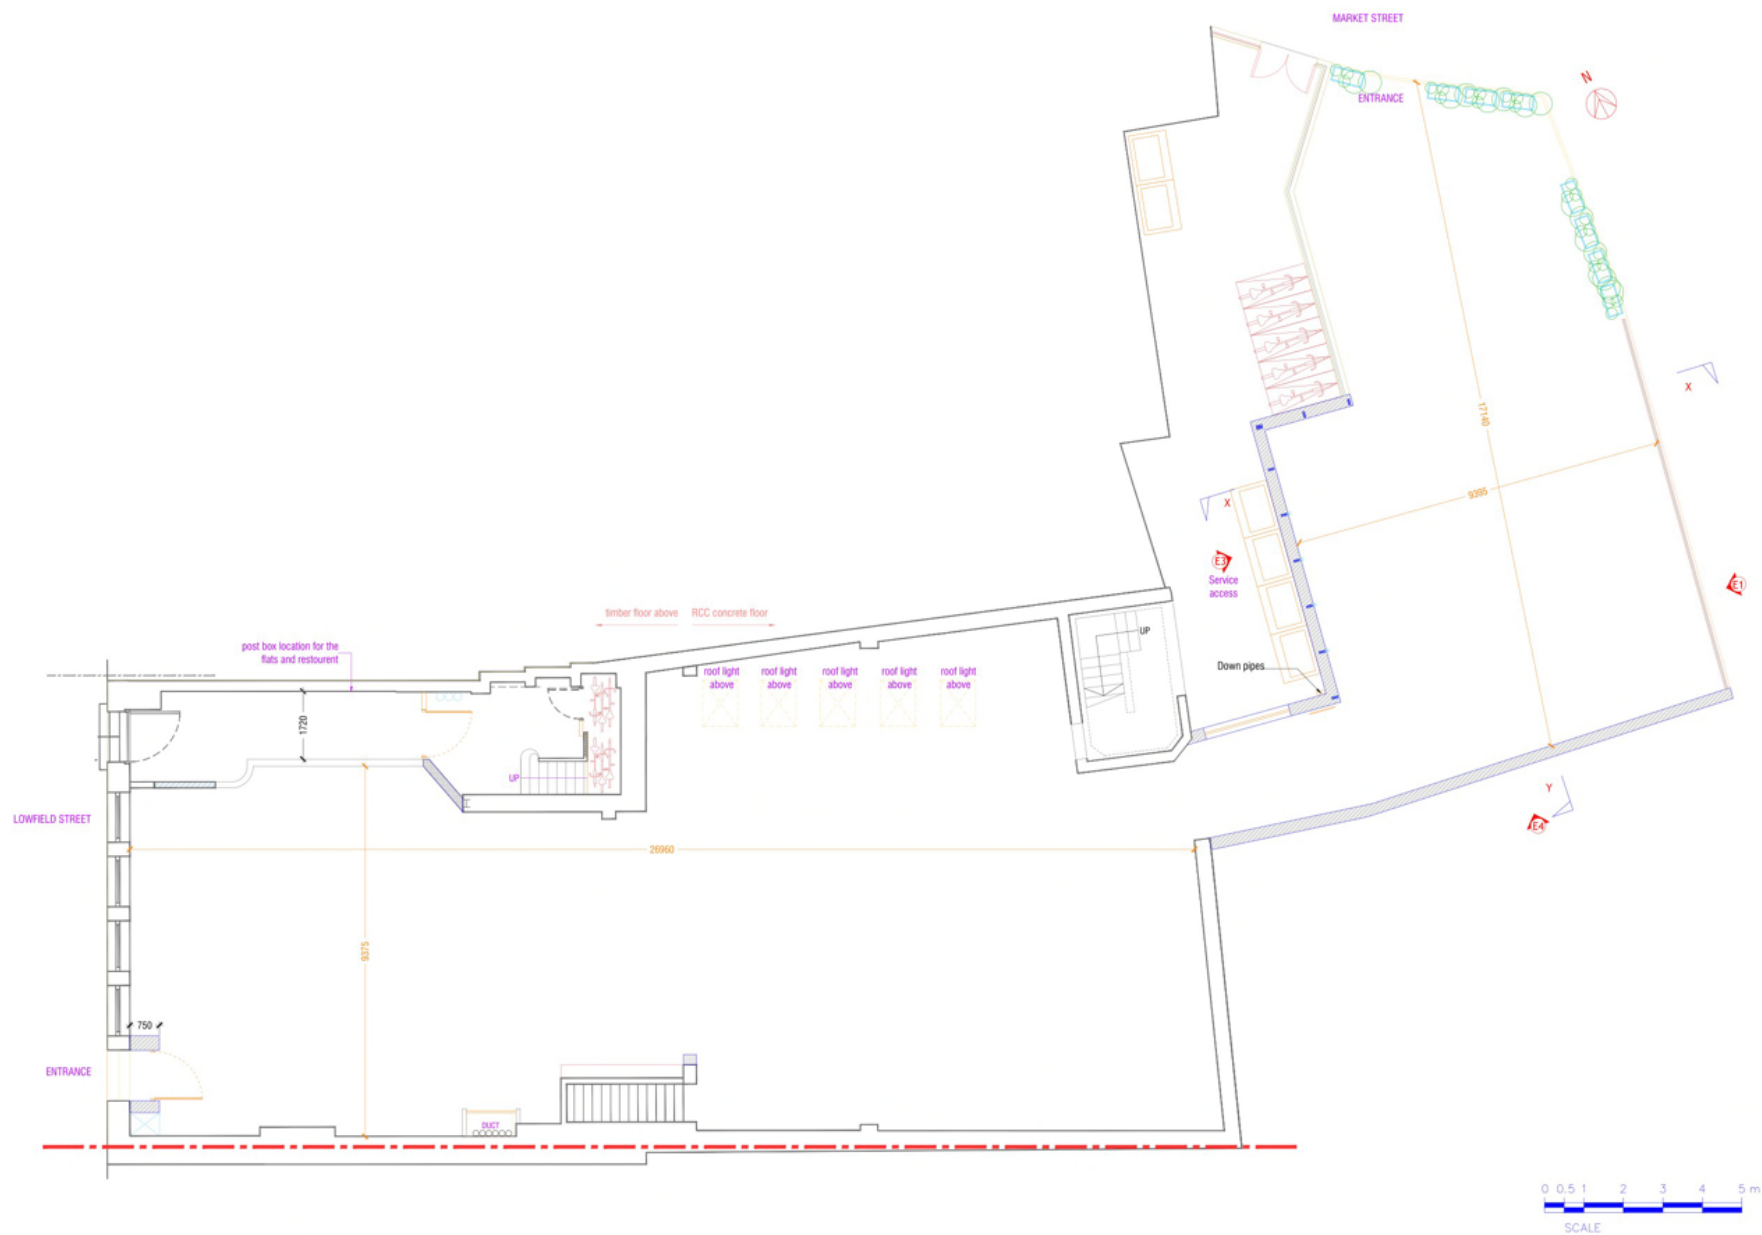 MARKET STREET
N
ENTRANCE
17140
X
9395
X
E3
Service
access
E1
timber floor above
RCC concrete floor
UP
post box location for the
flats and restourent
roof light
above
roof light
above
roof light
above
roof light
above
roof light
above
Down pipes
1720
UP
Y
E4
LOWFIELD STREET
26960
9375
750
ENTRANCE
DUCT
0 0.5 1 2 3 4 5 m
SCALE